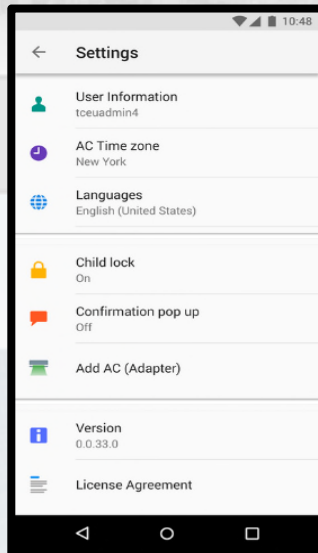 10:48
Settings
User Information
tceuadmin4
AC Time zone
New York
Languages
English (United States)
Child lock
On
Confirmation pop up
Off
Add AC (Adapter)
Version
0.0.33.0
License Agreement